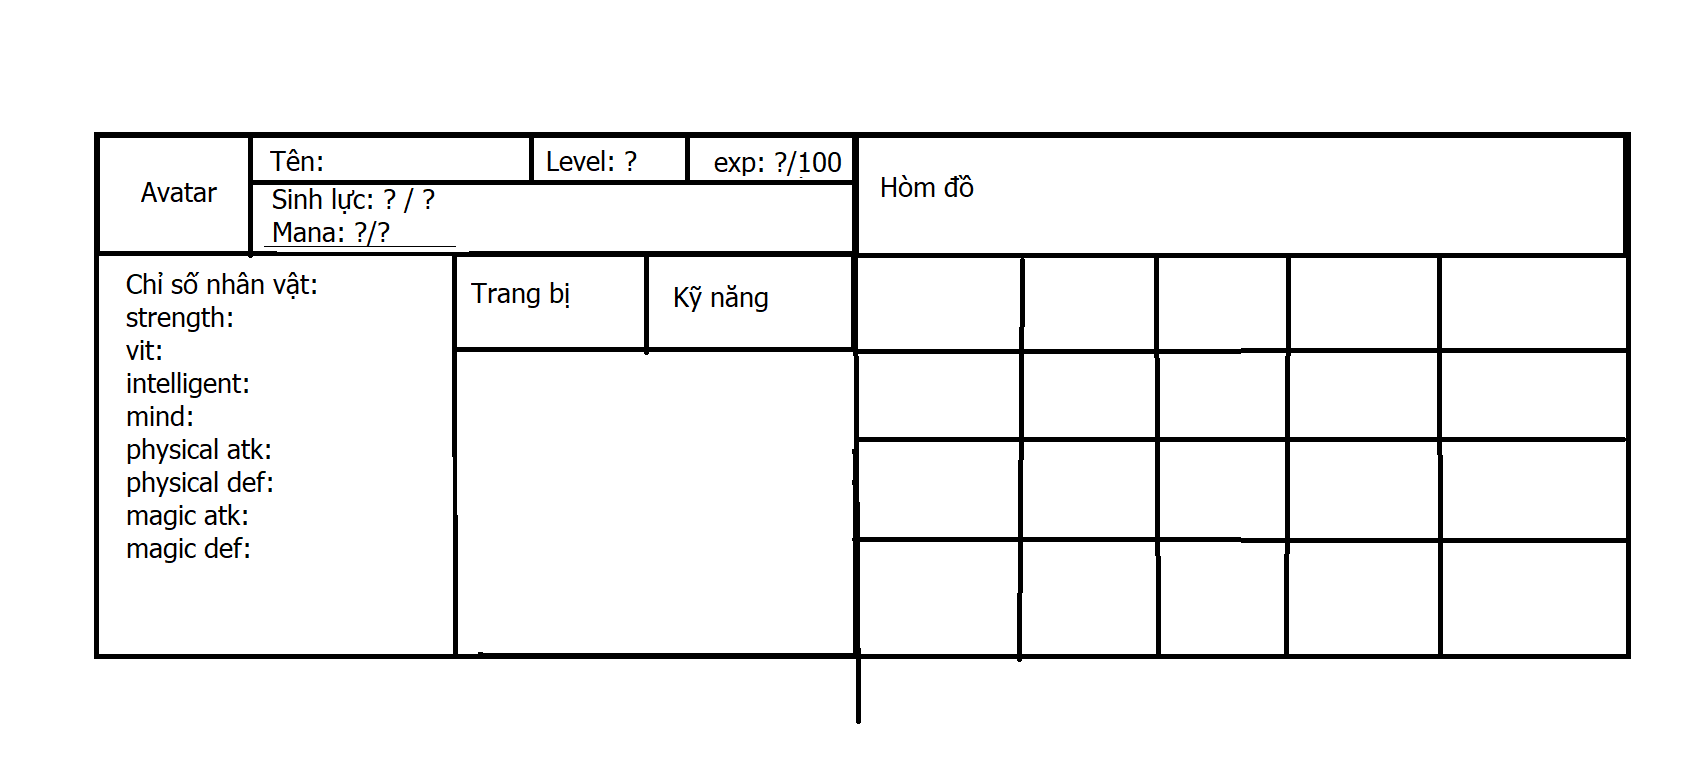 Avatar
Tên:
Level: ?
exp: ?/100
Sinh lực: ? / ?
Mana: ?/?
Hòm đồ
Chỉ số nhân vật:
strength:
vit:
intelligent:
mind:
physical atk:
physical def:
magic atk:
magic def:
Trang bị
Kỹ năng